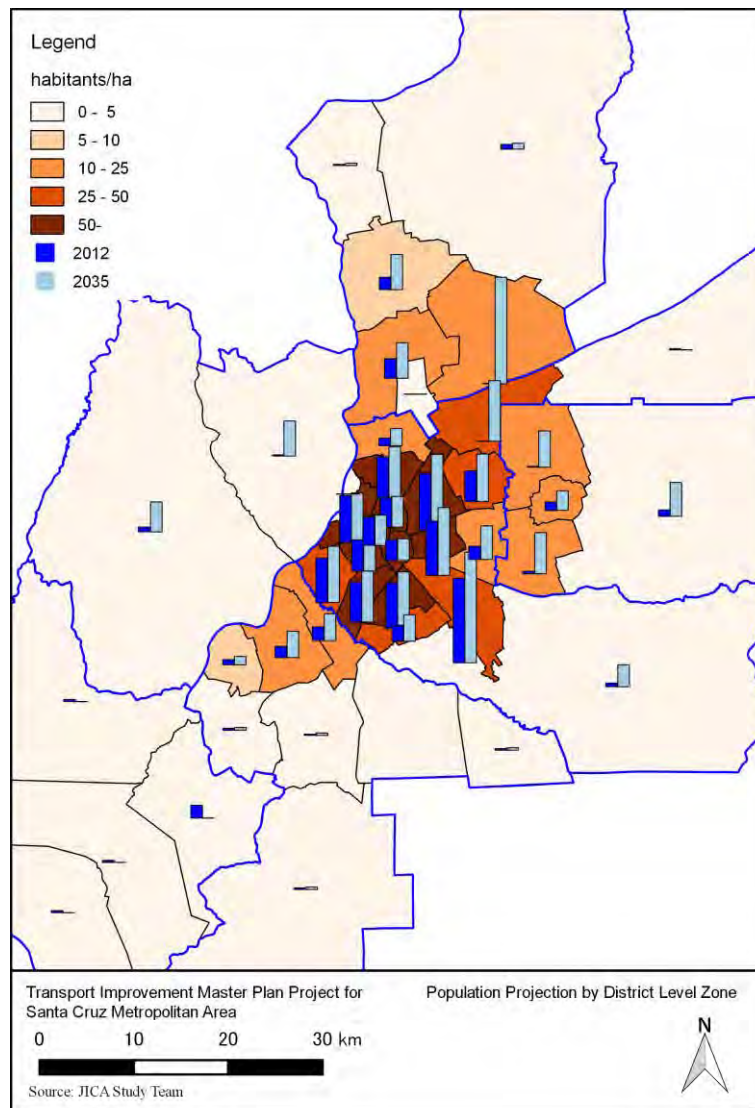 Legend
habitants/ha
0 - 5
5 - 10
10 - 25
25 - 50
50-
2012
2035
Transport Improvement Master Plan Project for
Santa Cruz Metropolitan Area
Population Projection by District Level Zone
0 10 20 30 km
N
Source: JICA Study Team